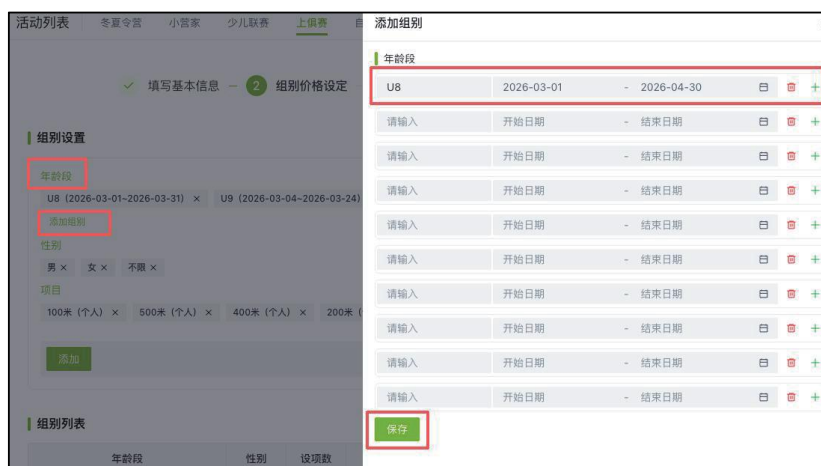 活动列表 冬夏令营 小营家 少儿联赛 上俱赛
填写基本信息 — 2 组别价格设定
组别设置
年龄段
U8 (2026-03-01~2026-03-31) × U9 (2026-03-04~2026-03-24)
添加组别
性别
男 × 女 × 不限 ×
项目
100米 (个人) × 500米 (个人) × 400米 (个人) × 200米 (
添加
组别列表
年龄段 性别 设项数
添加组别
年龄段
U8 2026-03-01 - 2026-04-30
请输入 开始日期 - 结束日期
请输入 开始日期 - 结束日期
请输入 开始日期 - 结束日期
请输入 开始日期 - 结束日期
请输入 开始日期 - 结束日期
请输入 开始日期 - 结束日期
请输入 开始日期 - 结束日期
请输入 开始日期 - 结束日期
请输入 开始日期 - 结束日期
保存